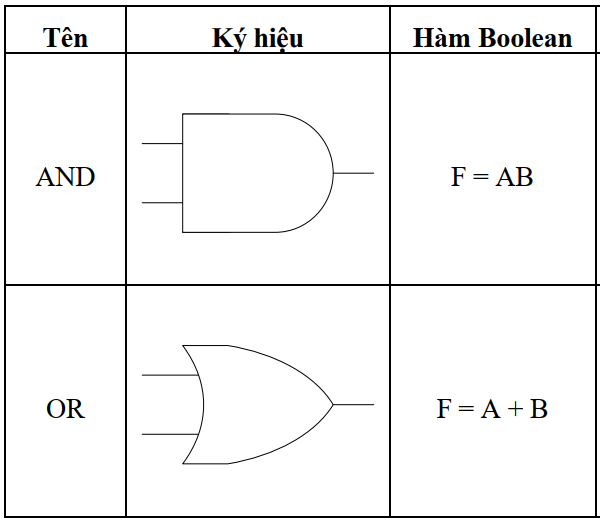 Tên Ký hiệu Hàm Boolean
AND F = AB
OR F = A + B